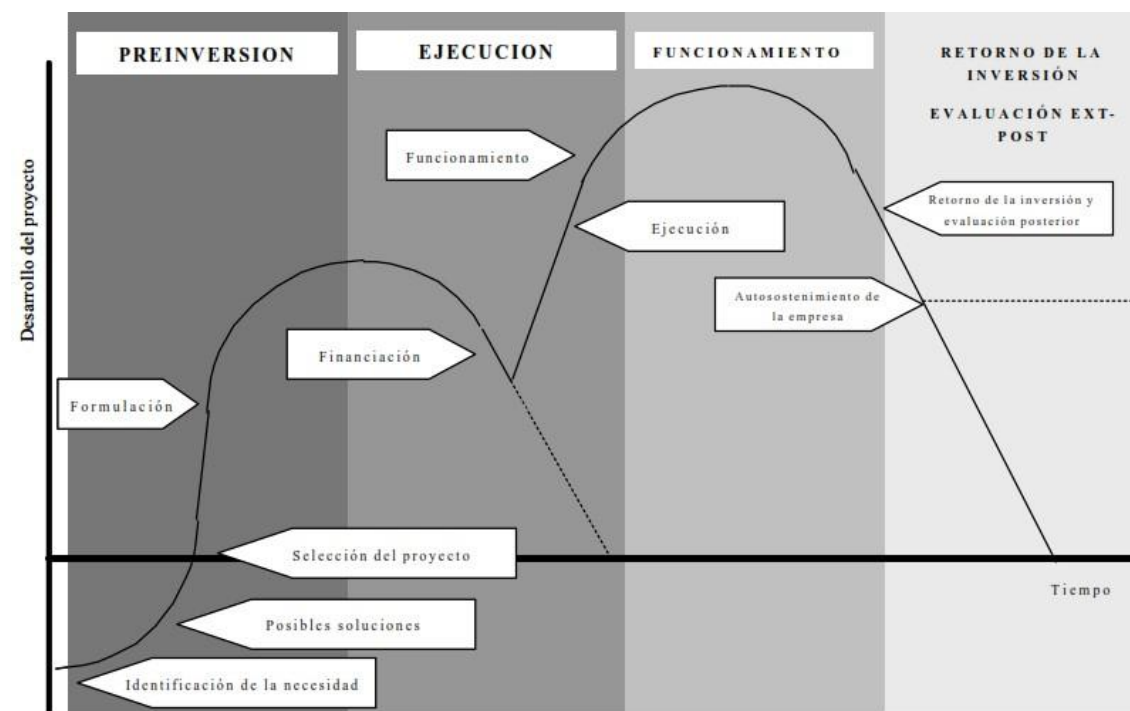 PREINVERSION
EJECUCION
FUNCIONAMIENTO
RETORNO DE LA
INVERSIÓN
EVALUACIÓN EXT-
POST
Desarrollo del proyecto
Funcionamiento
Retorno de la inversión y
evaluación posterior
Ejecución
Autosostenimiento de
la empresa
Financiación
Formulación
Selección del proyecto
Tiempo
Posibles soluciones
Identificación de la necesidad